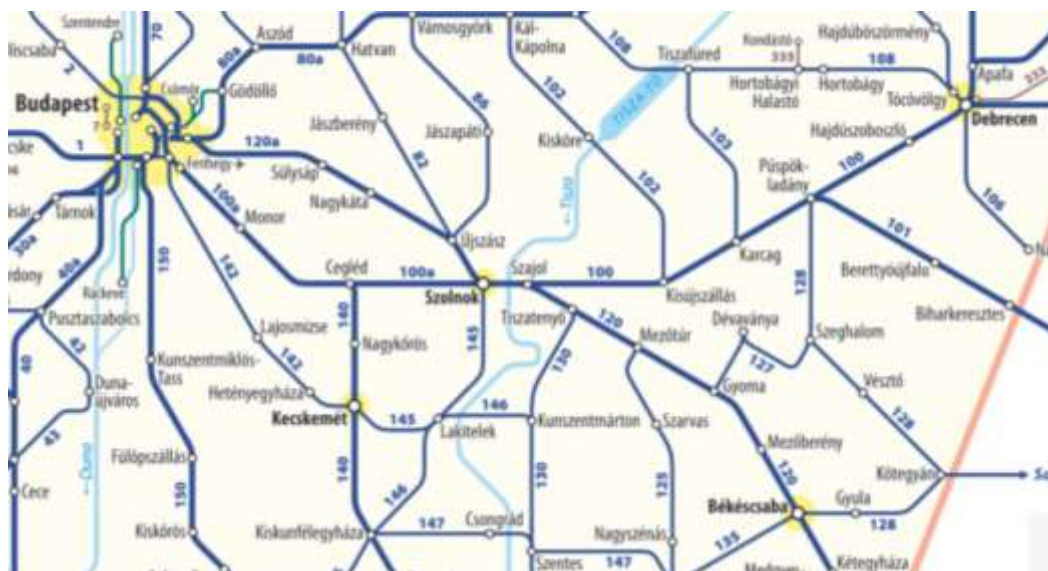 Szentendre
Aszód
Hatvan
Vámosgyörk
Kál-
Kápolna
Hajdúböszörmény
70
80a
80a
2
Budapest
Csömör
Gödöllő
108
Tiszafüred
TISZA-TÓ
Kondástó
333
Hortobágyi
Halastó
Hortobágy
108
Tócóvölgy
Apafa
333
Debrecen
102
86
Jászberény
Jászapáti
Kisköre
Hajdúszoboszló
1
120a
Ferihegy
Sülysáp
82
103
Püspök-
ladány
100
Nagykáta
100a
Monor
Tárnok
30a
40a
150
142
Újszász
← Tisza
102
Karcag
101
106
Berettyóújfalu
Ráckeve
Cegléd
100a
Szolnok
Szajol
100
Kisújszállás
128
Biharkeresztes
Pusztaszabolcs
Lajosmizse
140
145
Tiszatenyő
120
Mezőtúr
Dévaványa
Szeghalom
42
40
Kunszentmiklós-
Tass
142
Nagykőrös
130
127
Duna-
újváros
Hetényegyháza
Gyoma
Vésztő
Kecskemét
145
146
Lakitelek
Kunszentmárton
Szarvas
128
43
Fülöpszállás
Mezőberény
120
Kötegyán
←Duna
140
146
130
125
Cece
150
Békéscsaba
Gyula
128
Kiskőrös
Kiskunfélegyháza
147
Csongrád
Nagyszénás
135
Szentes
147
Kétegyháza